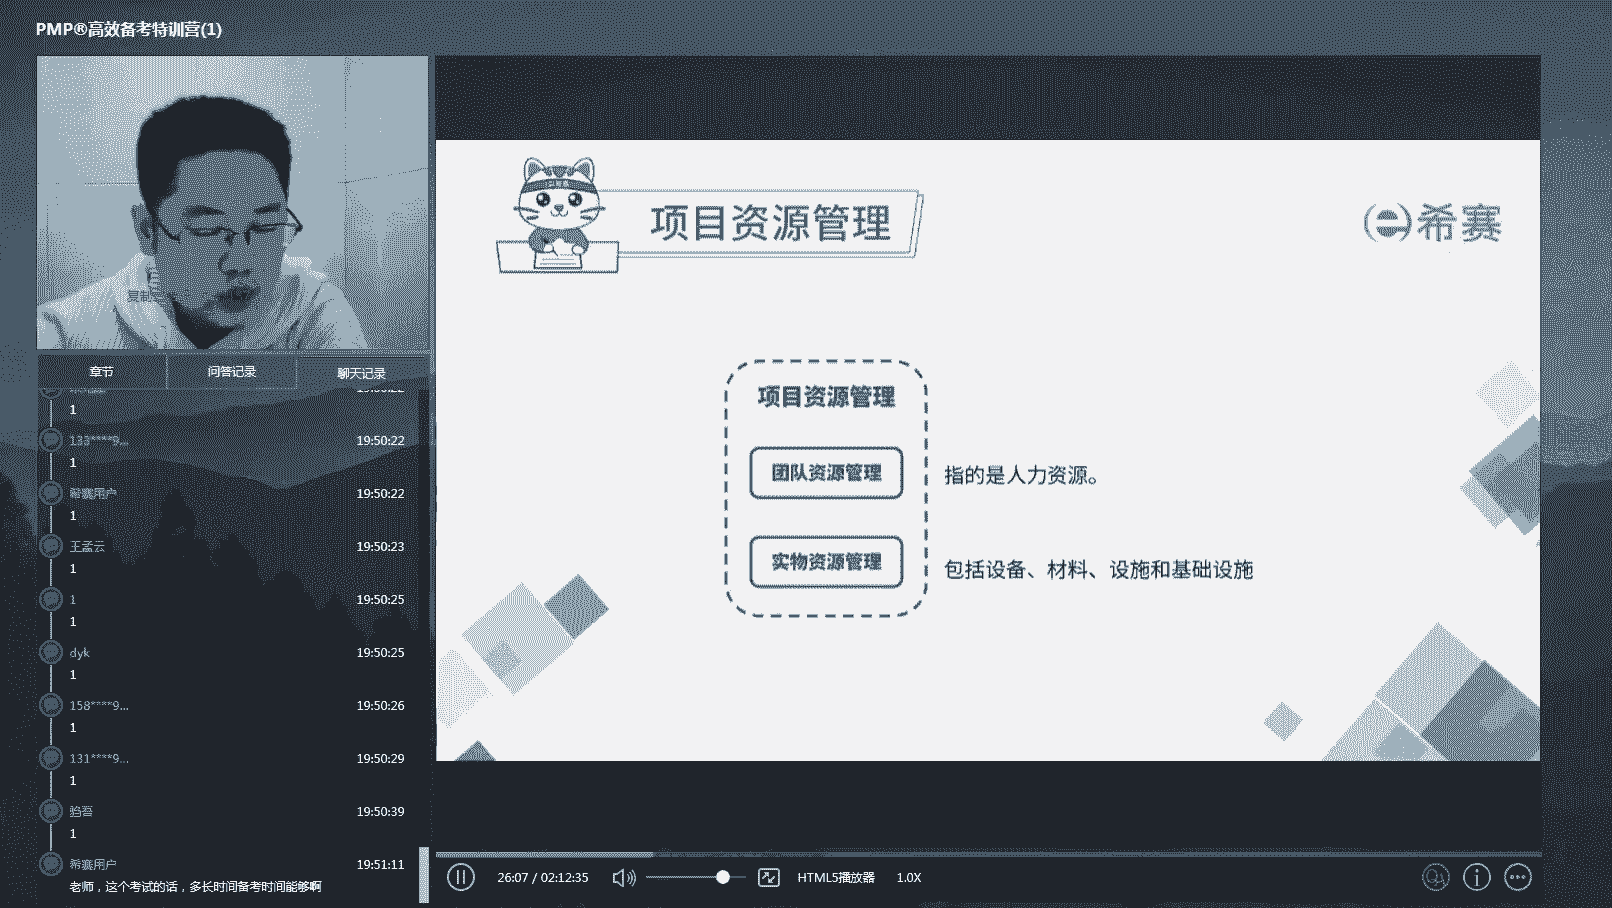 PMP®高效备考特训营(1)
章节
问答记录
聊天记录
1
133****9...
19:50:22
1
希赛用户
19:50:22
1
王孟云
19:50:23
1
1
19:50:25
1
dyk
19:50:25
1
158****9...
19:50:26
1
131****9...
19:50:29
1
19:50:39
1
希赛用户
19:51:11
老师，这个考试的话，多长时间备考时间能够啊
项目资源管理
希赛
项目资源管理
团队资源管理
指的是人力资源。
实物资源管理
包括设备、材料、设施和基础设施
26:07 / 02:12:35
HTML5播放器
1.0X